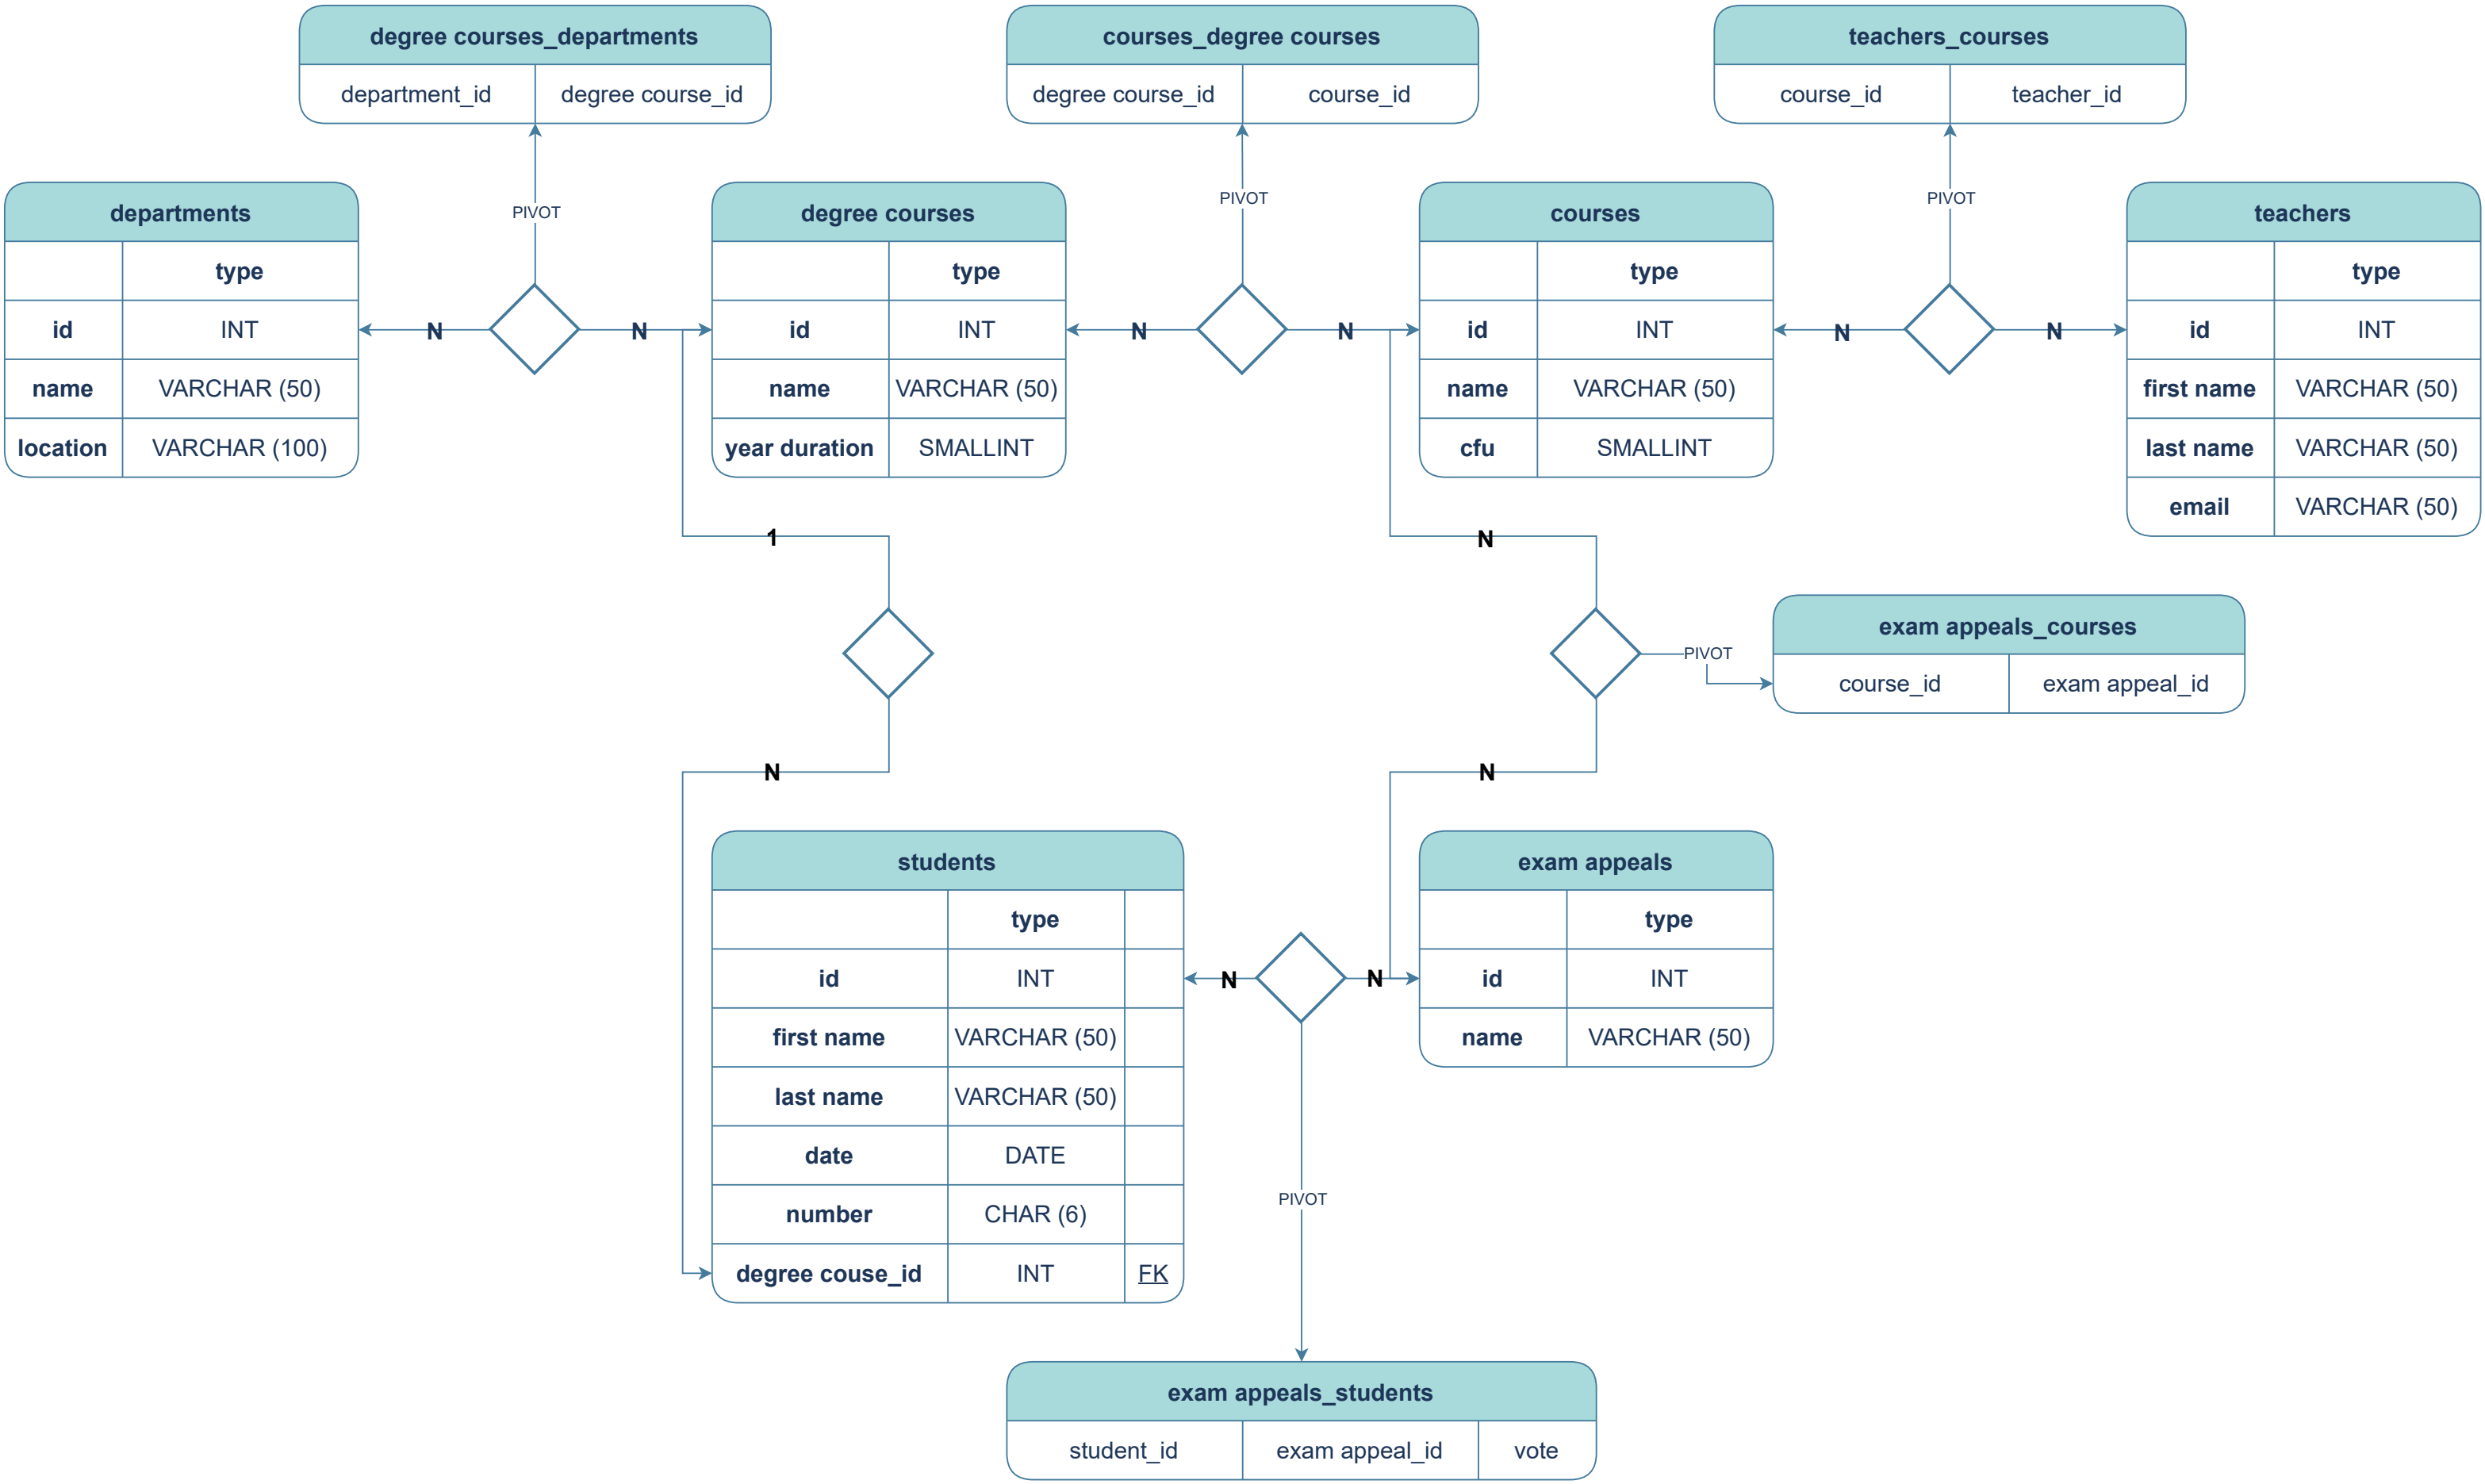 degree courses_departments
department_id degree course_id
courses_degree courses
degree course_id course_id
teachers_courses
course_id teacher_id
PIVOT
PIVOT
PIVOT
departments
type
id INT
name VARCHAR (50)
location VARCHAR (100)
N
N
degree courses
type
id INT
name VARCHAR (50)
year duration SMALLINT
N
N
courses
type
id INT
name VARCHAR (50)
cfu SMALLINT
N
N
teachers
type
id INT
first name VARCHAR (50)
last name VARCHAR (50)
email VARCHAR (50)
1
N
N
N
PIVOT
exam appeals_courses
course_id exam appeal_id
students
type
id INT
first name VARCHAR (50)
last name VARCHAR (50)
date DATE
number CHAR (6)
degree couse_id INT FK
N
N
exam appeals
type
id INT
name VARCHAR (50)
PIVOT
exam appeals_students
student_id exam appeal_id vote